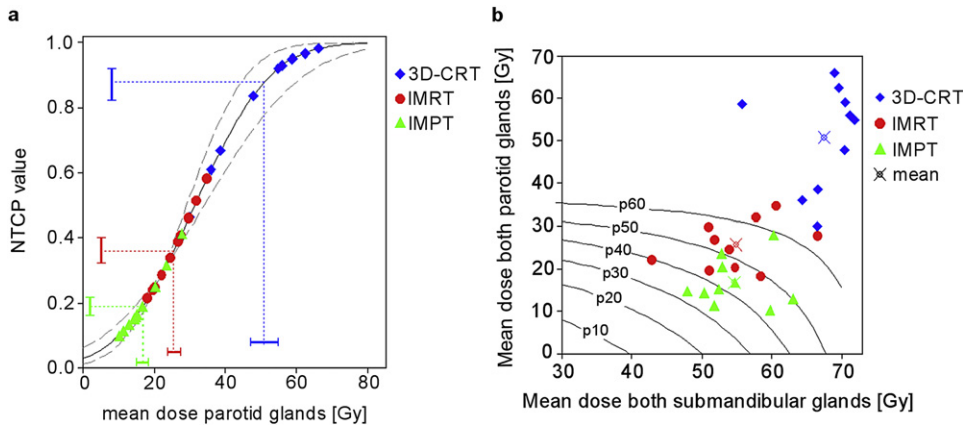 a
1.0
0.8
0.6
0.4
0.2
0.0
NTCP value
0
20
40
60
80
mean dose parotid glands [Gy]
3D-CRT
IMRT
IMPT
b
70
60
50
40
30
20
10
0
Mean dose both parotid glands [Gy]
p60
p50
p40
p30
p20
p10
30
40
50
60
70
Mean dose both submandibular glands [Gy]
3D-CRT
IMRT
IMPT
mean